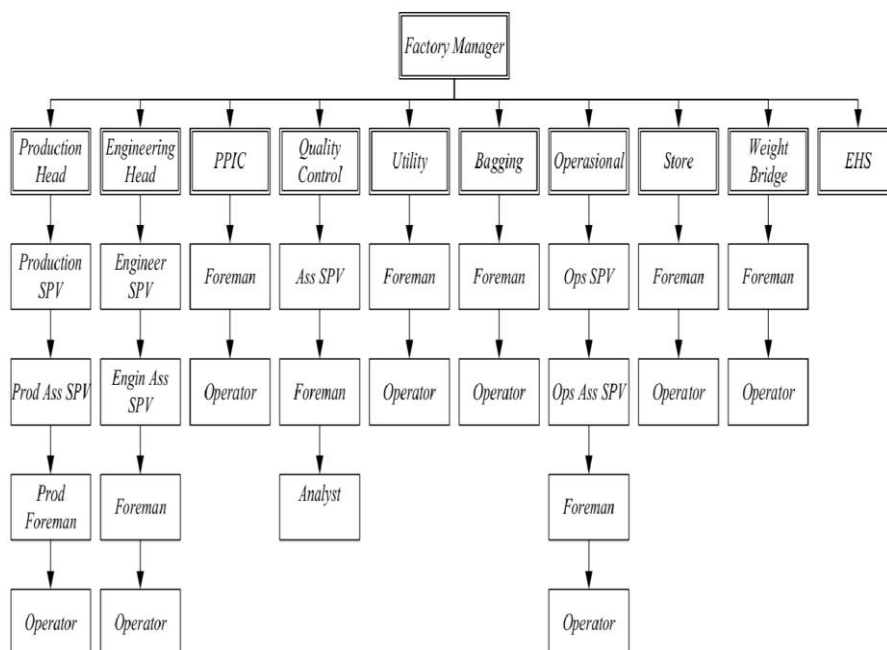 Factory Manager
Production
Head
Engineering
Head
PPIC
Quality
Control
Utility
Bagging
Operasional
Store
Weight
Bridge
EHS
Production
SPV
Engineer
SPV
Foreman
Ass SPV
Foreman
Foreman
Ops SPV
Foreman
Foreman
Prod Ass SPV
Engin Ass
SPV
Operator
Foreman
Operator
Operator
Ops Ass SPV
Operator
Operator
Prod
Foreman
Foreman
Analyst
Foreman
Operator
Operator
Operator